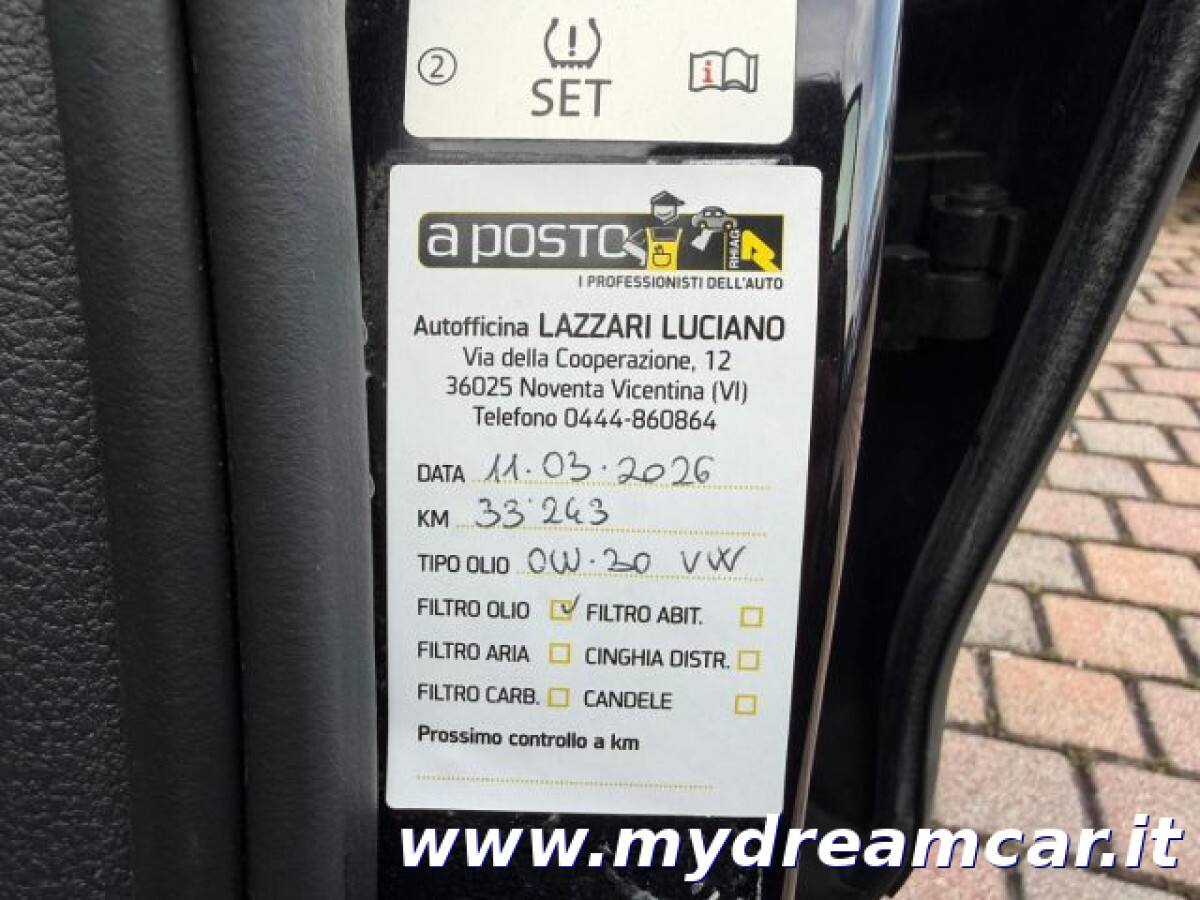 ②
SET
i
a posto
RHIAG
I PROFESSIONISTI DELL'AUTO
Autofficina LAZZARI LUCIANO
Via della Cooperazione, 12
36025 Noventa Vicentina (VI)
Telefono 0444-860864
DATA 11.03.2026
KM 33'243
TIPO OLIO 0W-30 VW
FILTRO OLIO FILTRO ABIT.
FILTRO ARIA CINGHIA DISTR.
FILTRO CARB. CANDELE
Prossimo controllo a km
www.mydreamcar.it